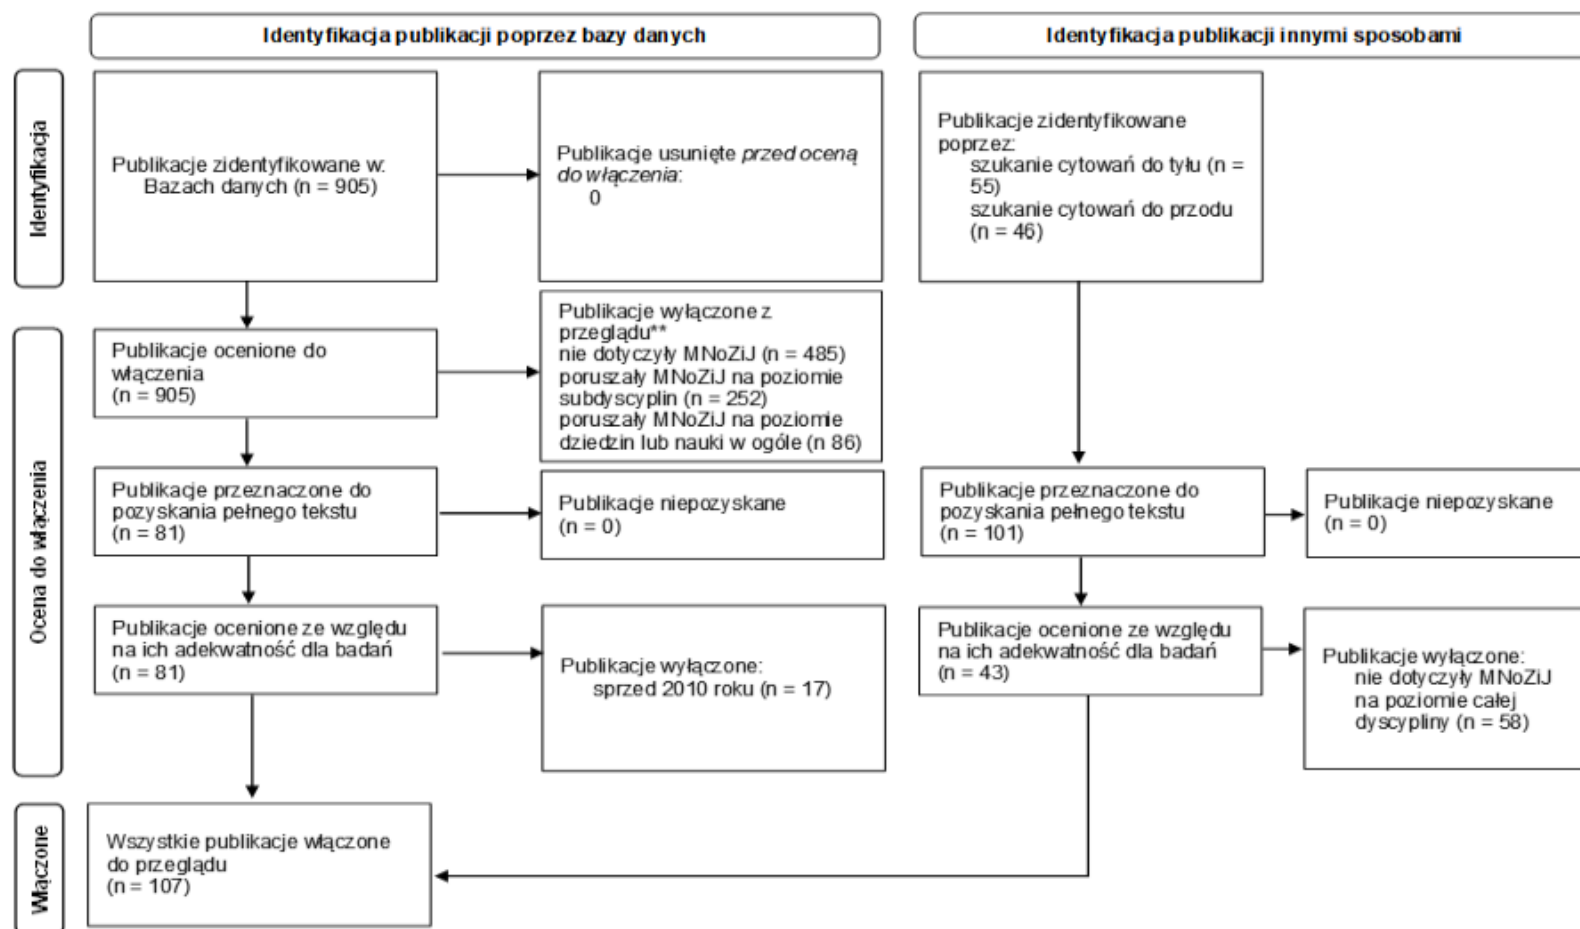 Identyfikacja publikacji poprzez bazy danych
Identyfikacja publikacji innymi sposobami
Identyfikacja
Publikacje zidentyfikowane w:
Bazach danych (n = 905)
Publikacje usunięte przed oceną
do włączenia:
0
Publikacje zidentyfikowane
poprzez:
szukanie cytowań do tyłu (n =
55)
szukanie cytowań do przodu
(n = 46)
Ocena do włączenia
Publikacje ocenione do
włączenia
(n = 905)
Publikacje wyłączone z
przeglądu**
nie dotyczyły MNoZiJ (n = 485)
poruszały MNoZiJ na poziomie
subdyscyplin (n = 252)
poruszały MNoZiJ na poziomie
dziedzin lub nauki w ogóle (n 86)
Publikacje przeznaczone do
pozyskania pełnego tekstu
(n = 81)
Publikacje niepozyskane
(n = 0)
Publikacje przeznaczone do
pozyskania pełnego tekstu
(n = 101)
Publikacje niepozyskane
(n = 0)
Publikacje ocenione ze względu
na ich adekwatność dla badań
(n = 81)
Publikacje wyłączone:
sprzed 2010 roku (n = 17)
Publikacje ocenione ze względu
na ich adekwatność dla badań
(n = 43)
Publikacje wyłączone:
nie dotyczyły MNoZiJ
na poziomie całej
dyscypliny (n = 58)
Włączone
Wszystkie publikacje włączone
do przeglądu
(n = 107)